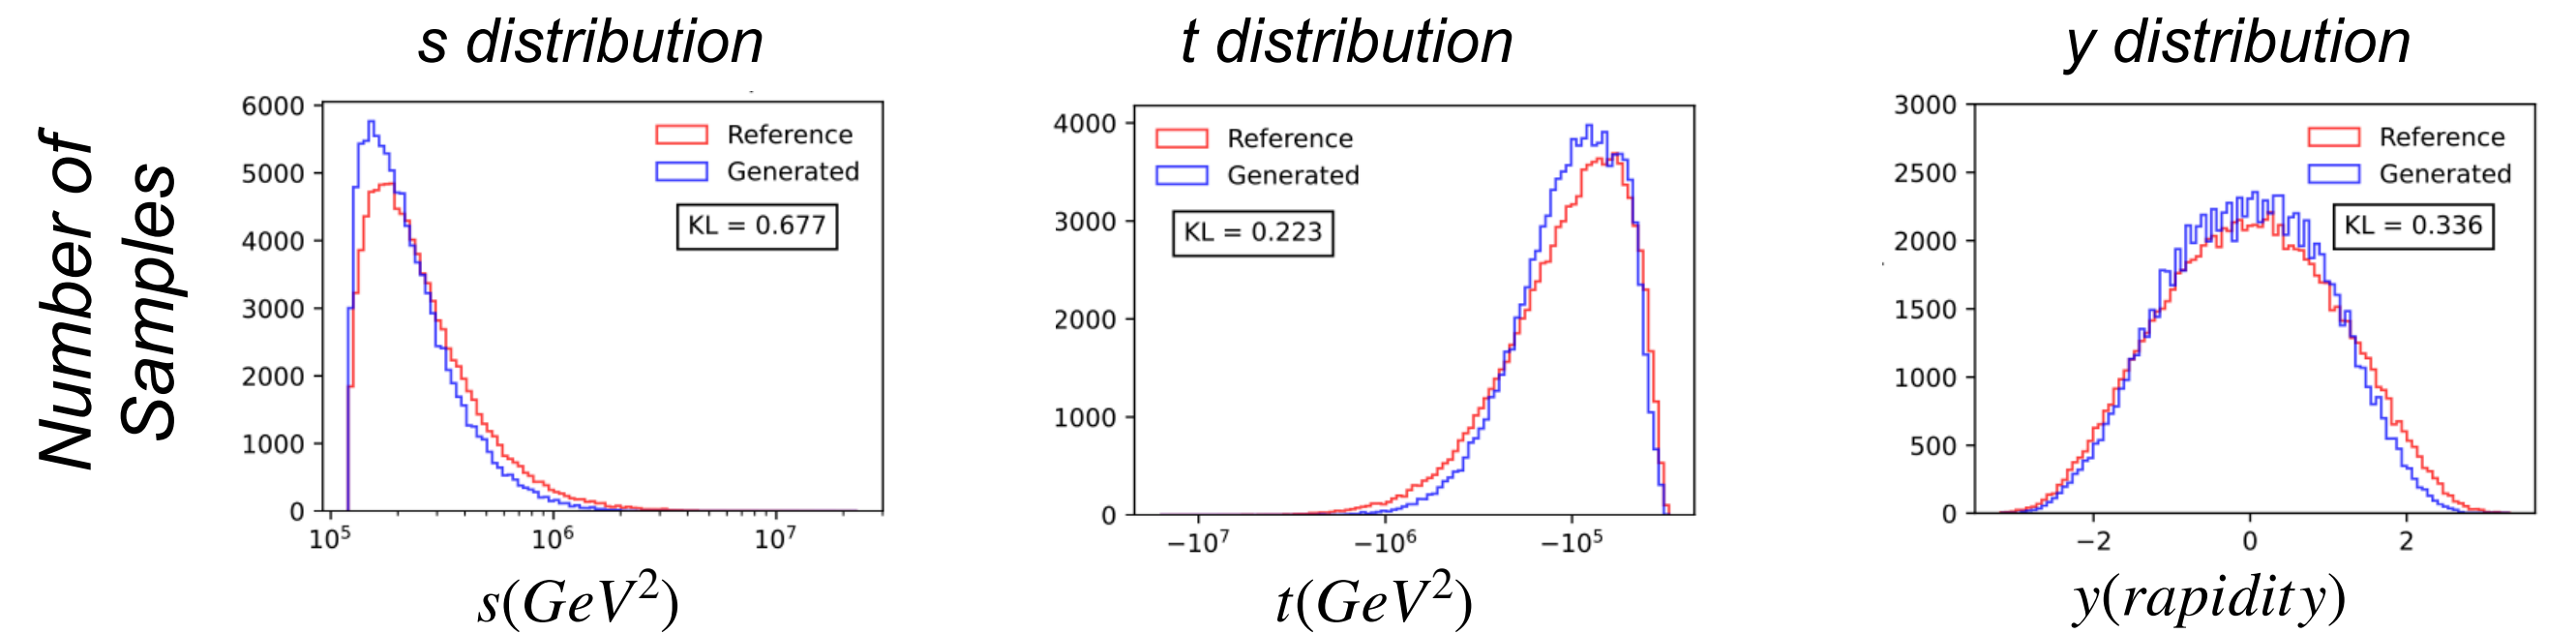 s distribution
t distribution
y distribution
Number of
Samples
6000
5000
4000
3000
2000
1000
0
Reference
Generated
KL = 0.677
10⁵
10⁶
10⁷
s(GeV²)
4000
3000
2000
1000
0
Reference
Generated
KL = 0.223
−10⁷
−10⁶
−10⁵
t(GeV²)
3000
2500
2000
1500
1000
500
0
Reference
Generated
KL = 0.336
−2
0
2
y(rapidity)